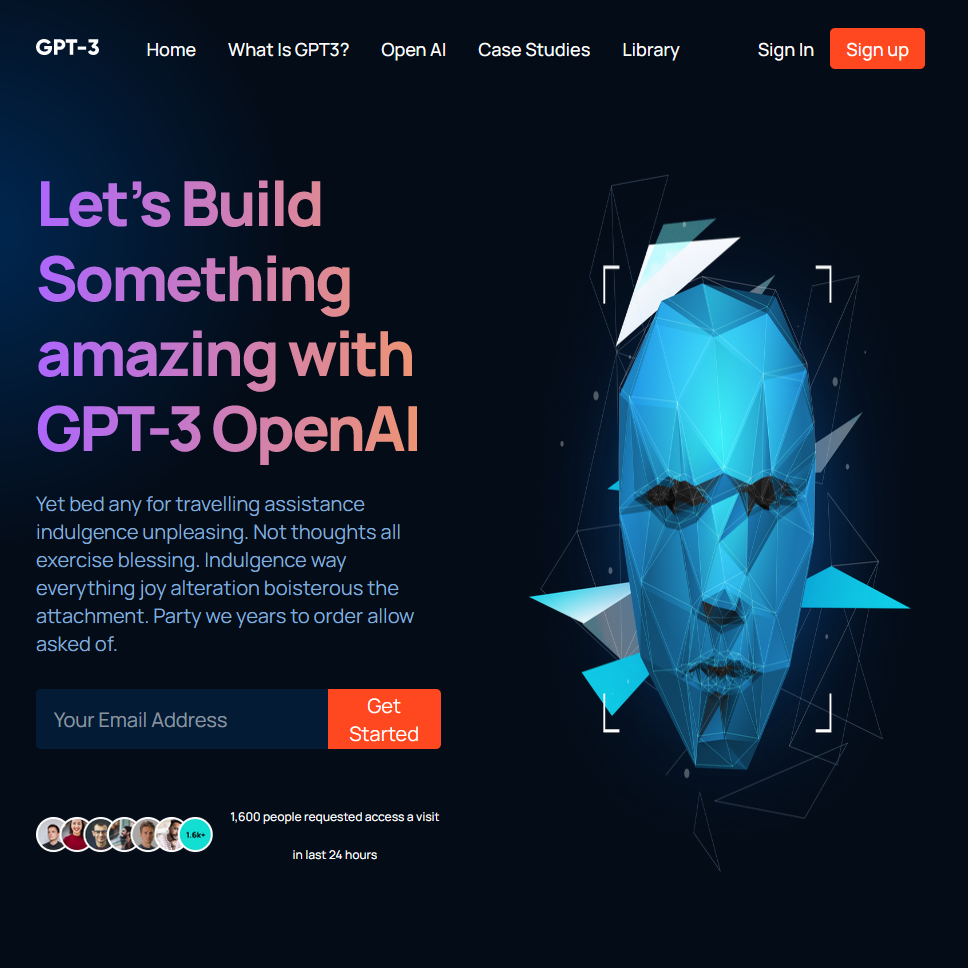 GPT-3
Home
What Is GPT3?
Open AI
Case Studies
Library
Sign In
Sign up
Let’s Build
Something
amazing with
GPT-3 OpenAI
Yet bed any for travelling assistance
indulgence unpleasing. Not thoughts all
exercise blessing. Indulgence way
everything joy alteration boisterous the
attachment. Party we years to order allow
asked of.
Your Email Address
Get
Started
1.6k+
1,600 people requested access a visit
in last 24 hours